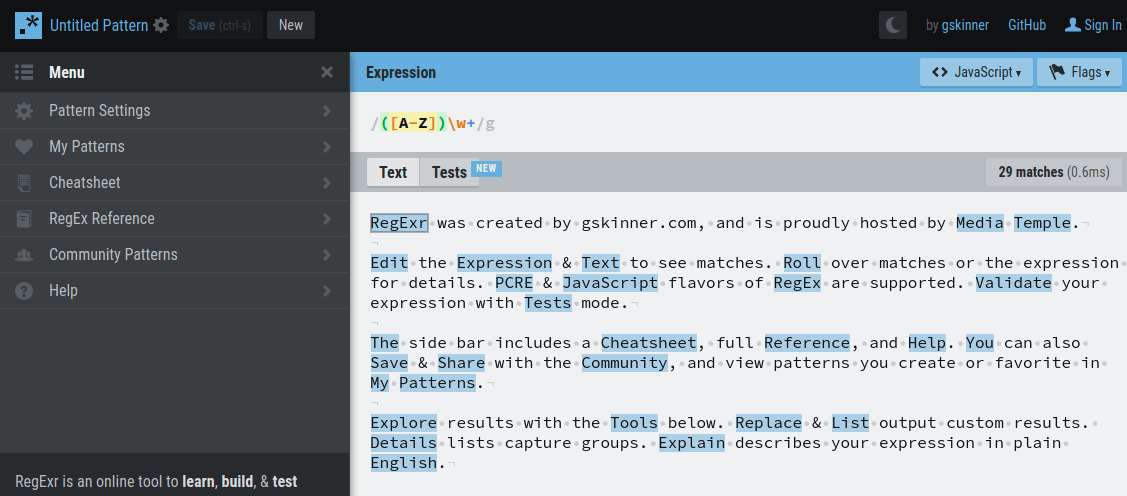 .*
Untitled Pattern
Save (ctrl-s)
New
by gskinner
GitHub
Sign In
Menu
Expression
<> JavaScript ▾
Flags ▾
Pattern Settings
/([A-Z])\w+/g
My Patterns
Text
Tests NEW
29 matches (0.6ms)
Cheatsheet
RegEx Reference
Community Patterns
Help
RegExr was created by gskinner.com, and is proudly hosted by Media Temple.
Edit the Expression & Text to see matches. Roll over matches or the expression
for details. PCRE & JavaScript flavors of RegEx are supported. Validate your
expression with Tests mode.
The side bar includes a Cheatsheet, full Reference, and Help. You can also
Save & Share with the Community, and view patterns you create or favorite in
My Patterns.
Explore results with the Tools below. Replace & List output custom results.
Details lists capture groups. Explain describes your expression in plain
English.
RegExr is an online tool to learn, build, & test